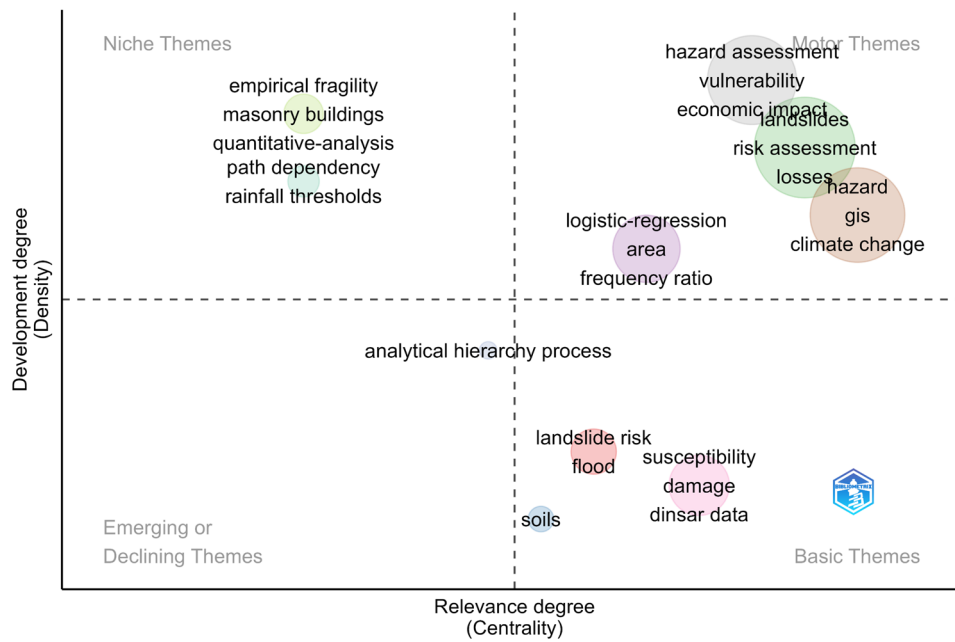 Niche Themes
Motor Themes
hazard assessment
vulnerability
economic impact
landslides
risk assessment
losses
hazard
gis
climate change
empirical fragility
masonry buildings
quantitative-analysis
path dependency
rainfall thresholds
logistic-regression
area
frequency ratio
Development degree
(Density)
analytical hierarchy process
landslide risk
flood
susceptibility
damage
dinsar data
soils
BIBLIOMETRIX
Emerging or
Declining Themes
Basic Themes
Relevance degree
(Centrality)